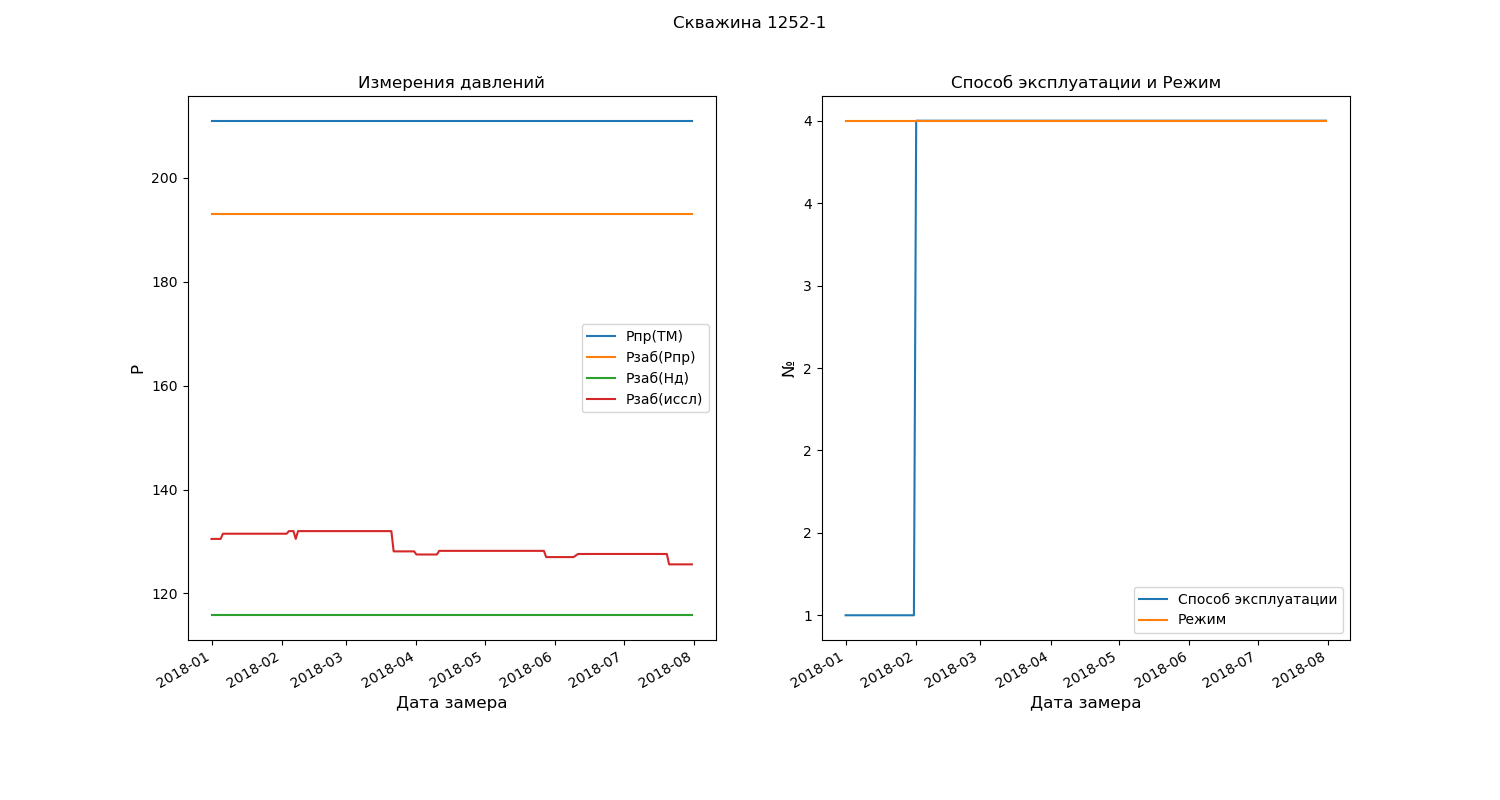 Скважина 1252-1
Измерения давлений
200
180
160
140
120
P
Рпр(ТМ)
Рзаб(Рпр)
Рзаб(Нд)
Рзаб(иссл)
2018-01
2018-02
2018-03
2018-04
2018-05
2018-06
2018-07
2018-08
Дата замера
Способ эксплуатации и Режим
4
4
3
2
2
2
1
№
Способ эксплуатации
Режим
2018-01
2018-02
2018-03
2018-04
2018-05
2018-06
2018-07
2018-08
Дата замера